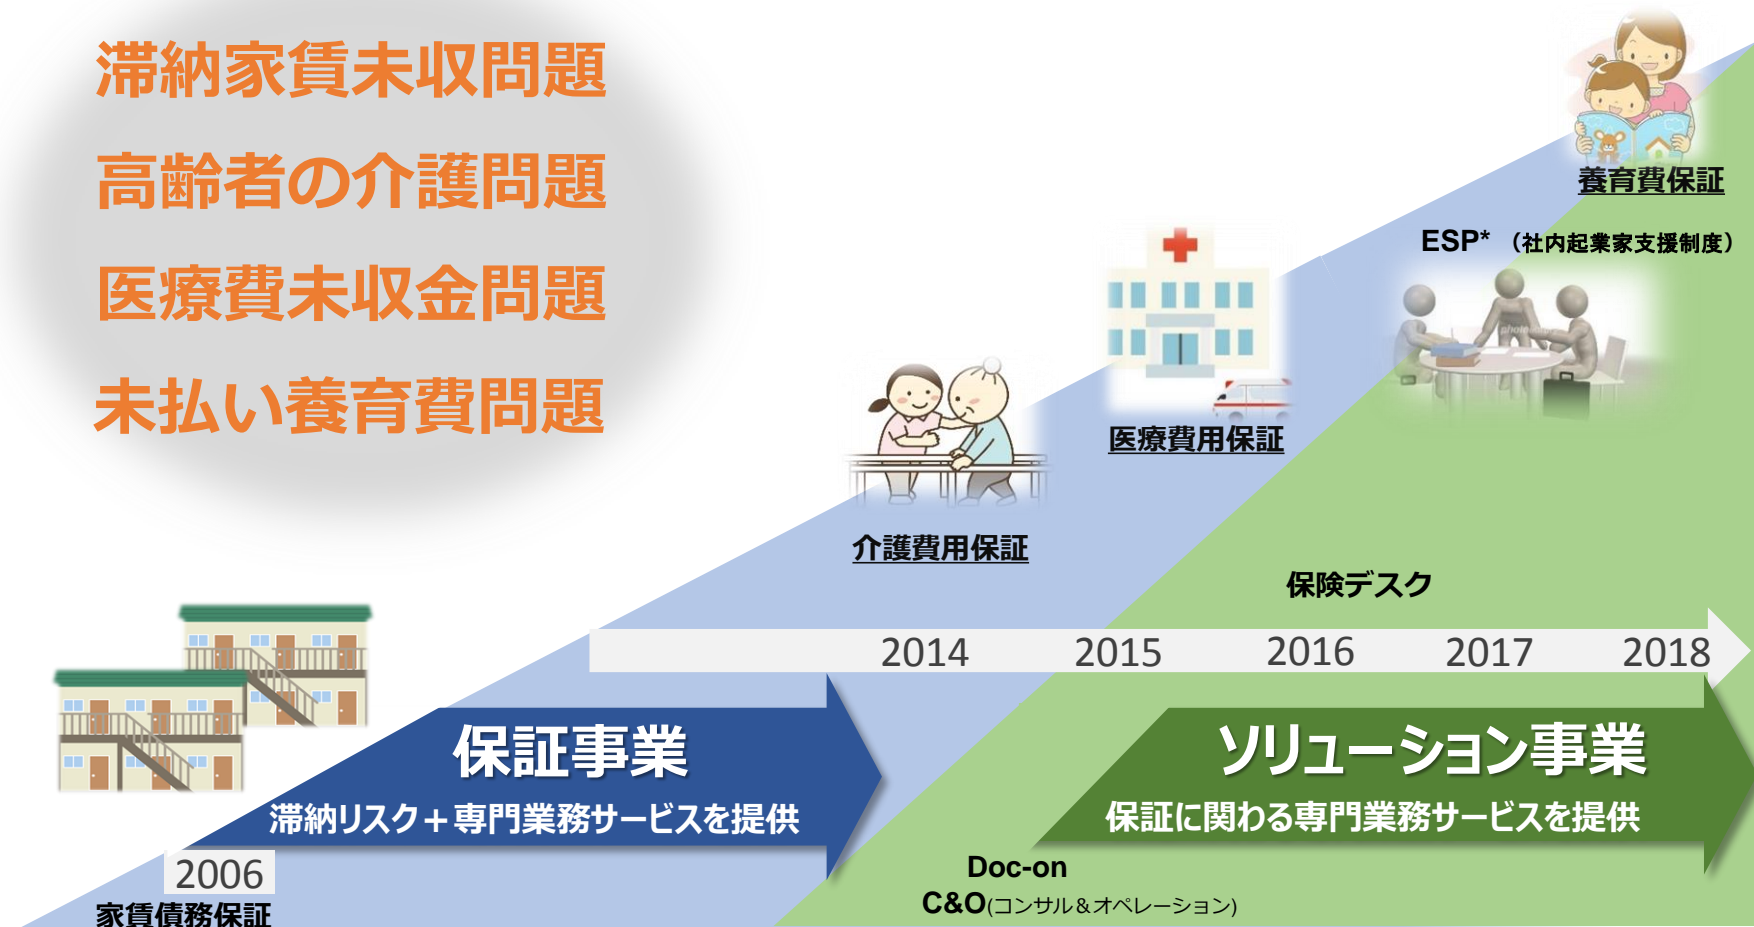 滞納家賃未収問題
高齢者の介護問題
医療費未収金問題
未払い養育費問題
養育費保証
ESP* （社内起業家支援制度）
医療費用保証
介護費用保証
保険デスク
2014 2015 2016 2017 2018
保証事業
滞納リスク＋専門業務サービスを提供
ソリューション事業
保証に関わる専門業務サービスを提供
2006
家賃債務保証
Doc-on
C&O(コンサル＆オペレーション)